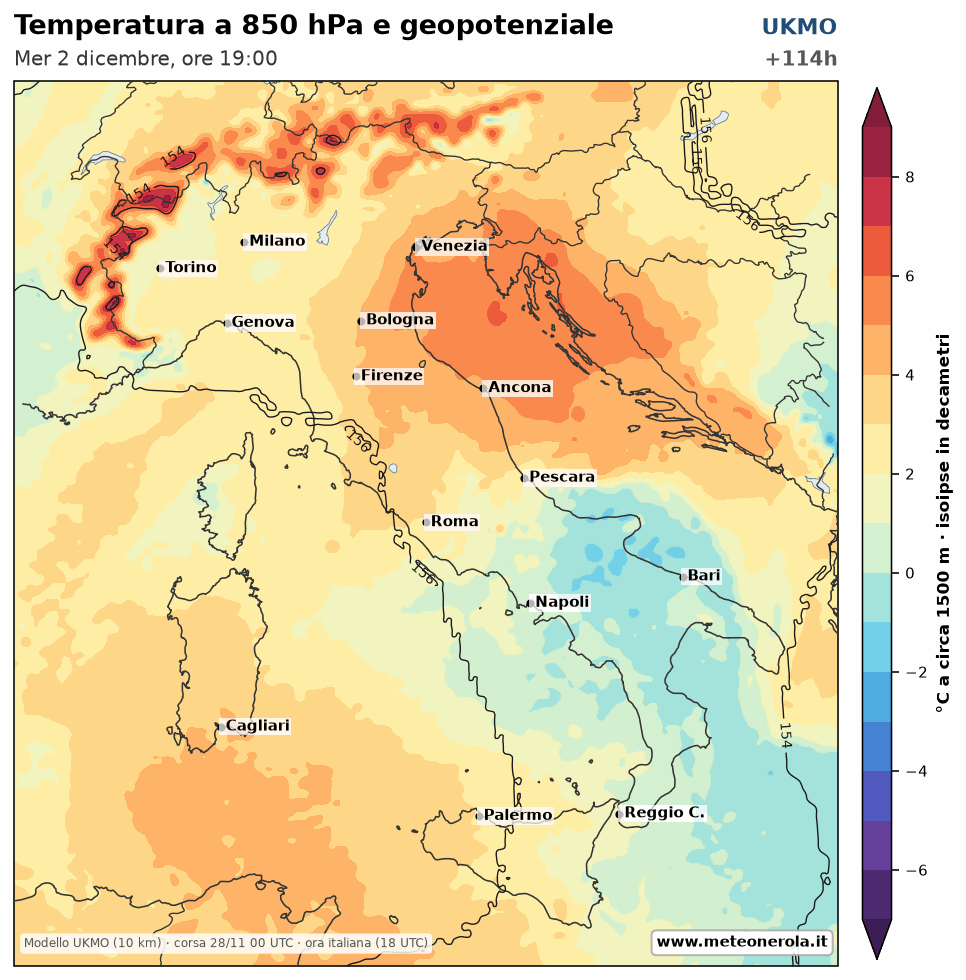 Temperatura a 850 hPa e geopotenziale
UKMO
Mer 2 dicembre, ore 19:00
+114h
156
156
156
154
154
154
Milano
Venezia
Torino
Genova
Bologna
Firenze
Ancona
156
Pescara
Roma
156
Bari
Napoli
Cagliari
154
Palermo
Reggio C.
Modello UKMO (10 km) · corsa 28/11 00 UTC · ora italiana (18 UTC)
www.meteonerola.it
8
6
4
2
0
−2
−4
−6
°C a circa 1500 m · isoipse in decametri